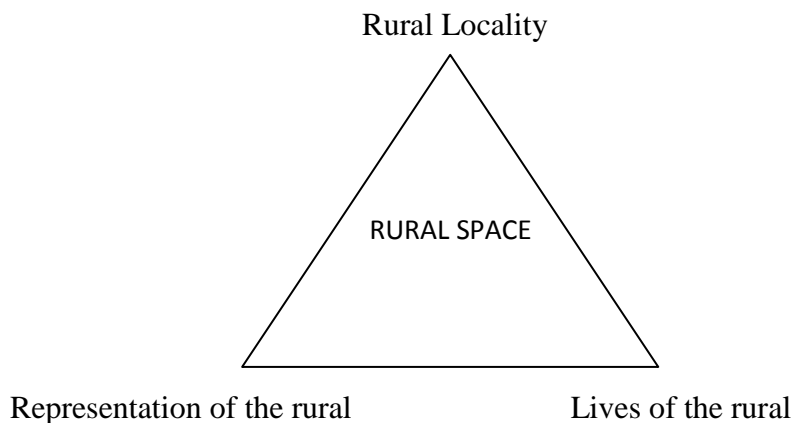 Rural Locality
RURAL SPACE
Representation of the rural Lives of the rural